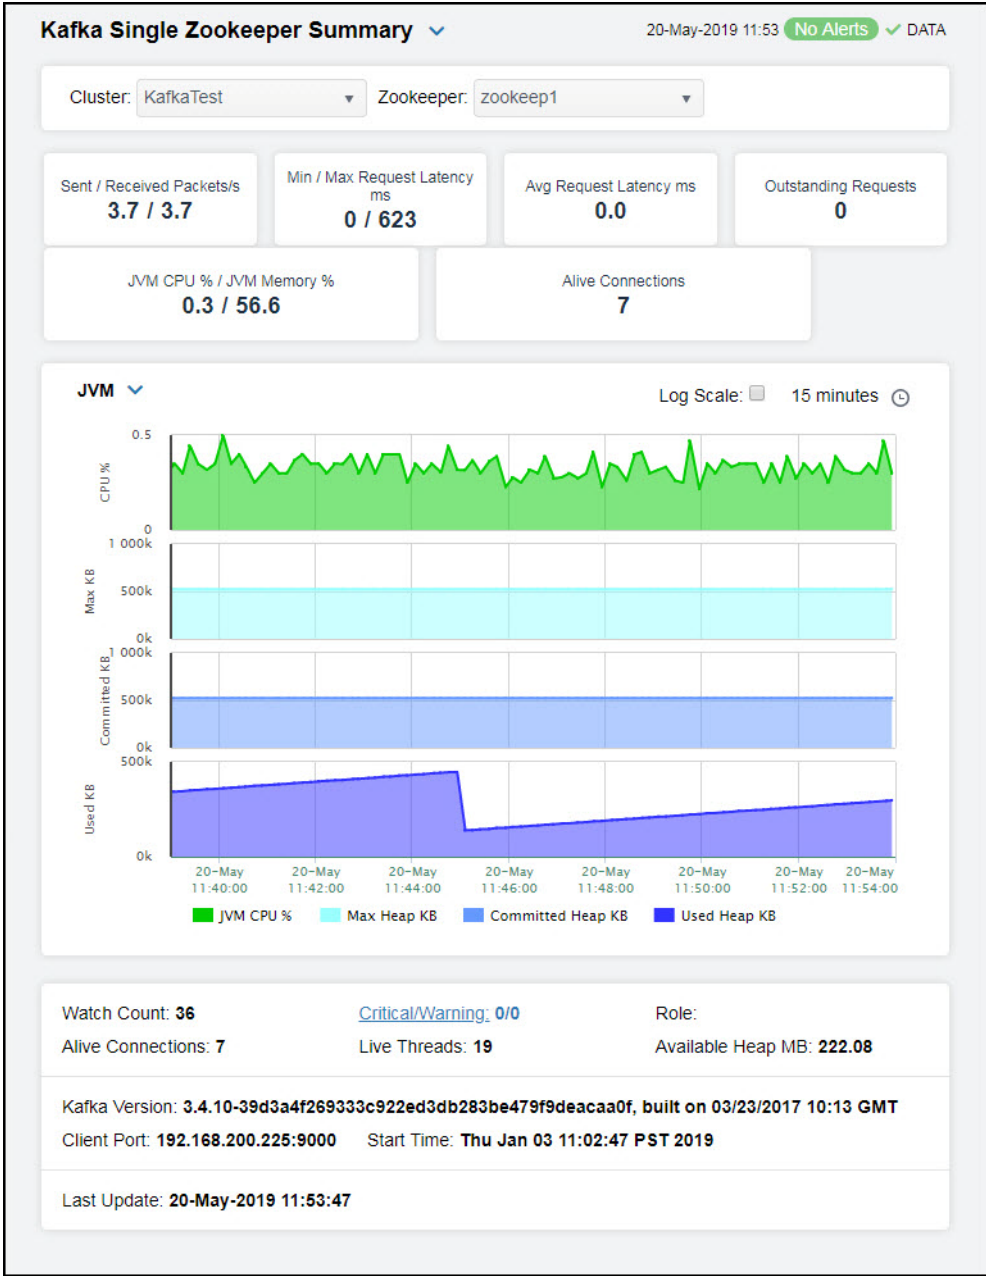 Kafka Single Zookeeper Summary
20-May-2019 11:53 No Alerts DATA
Cluster: KafkaTest Zookeeper: zookeep1
Sent / Received Packets/s
3.7 / 3.7
Min / Max Request Latency
ms
0 / 623
Avg Request Latency ms
0.0
Outstanding Requests
0
JVM CPU % / JVM Memory %
0.3 / 56.6
Alive Connections
7
JVM
Log Scale: 15 minutes
CPU %
0.5
0
Max KB
1 000k
500k
0k
Committed KB
1 000k
500k
0k
Used KB
500k
0k
20-May 20-May 20-May 20-May 20-May 20-May 20-May 20-May
11:40:00 11:42:00 11:44:00 11:46:00 11:48:00 11:50:00 11:52:00 11:54:00
JVM CPU % Max Heap KB Committed Heap KB Used Heap KB
Watch Count: 36 Critical/Warning: 0/0 Role:
Alive Connections: 7 Live Threads: 19 Available Heap MB: 222.08
Kafka Version: 3.4.10-39d3a4f269333c922ed3db283be479f9deacaa0f, built on 03/23/2017 10:13 GMT
Client Port: 192.168.200.225:9000 Start Time: Thu Jan 03 11:02:47 PST 2019
Last Update: 20-May-2019 11:53:47